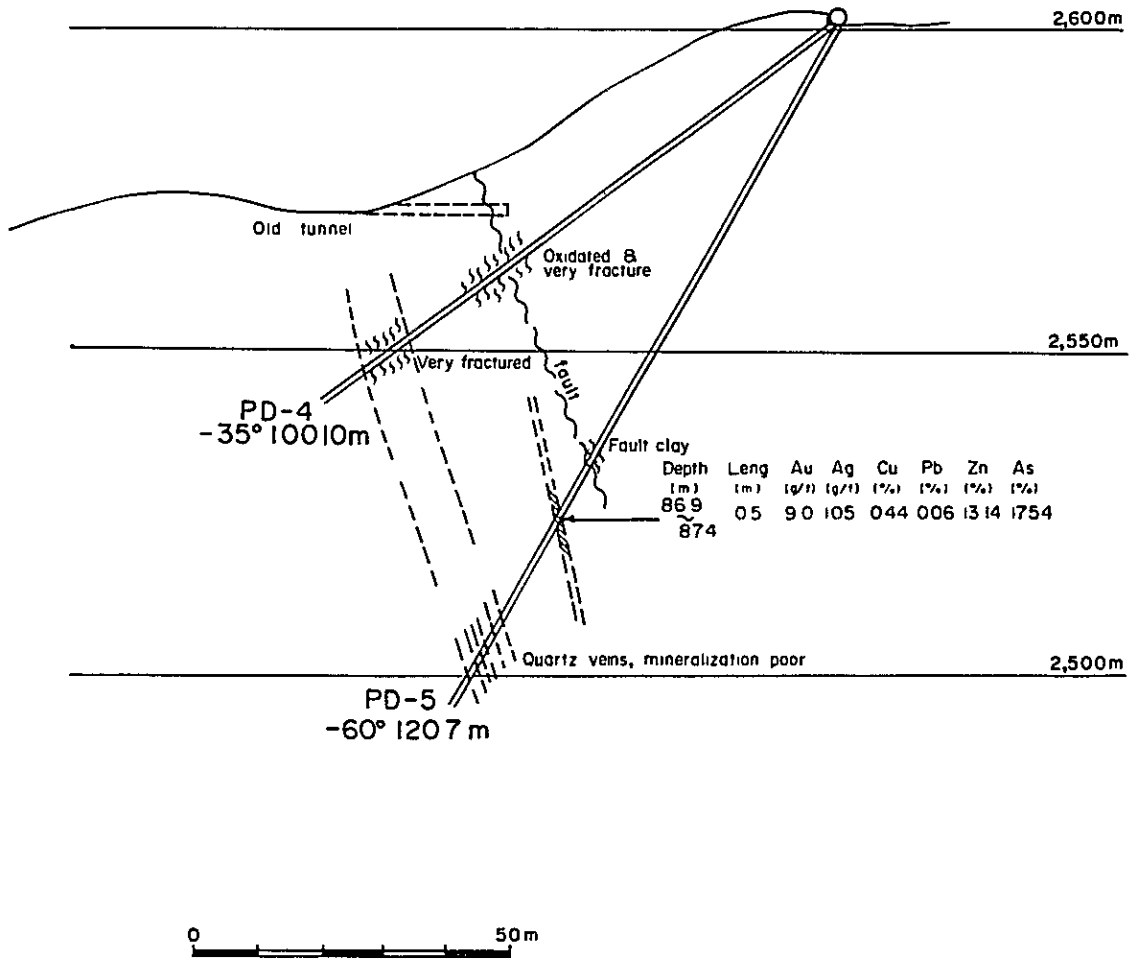 2,600m
Old tunnel
Oxidated &
very fracture
2,550m
Very fractured
fault
PD-4
-35° 10010m
Fault clay
Depth Leng Au Ag Cu Pb Zn As
(m) (m) (g/t) (g/t) (%) (%) (%) (%)
869
~ 05 90 105 044 006 1314 1754
874
Quartz veins, mineralization poor
2,500m
PD-5
-60° 1207m
0 50m